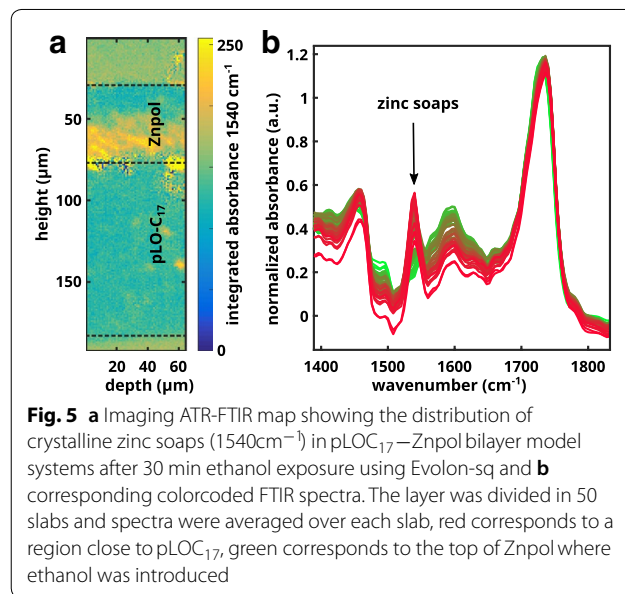 a
250
integrated absorbance 1540 cm⁻¹
0
height (µm)
50
100
150
Znpol
pLO-C₁₇
20 40 60
depth (µm)
b
normalized absorbance (a.u.)
1.2
1
0.8
0.6
0.4
0.2
0
zinc soaps
1400 1500 1600 1700 1800
wavenumber (cm⁻¹)
Fig. 5 a Imaging ATR-FTIR map showing the distribution of
crystalline zinc soaps (1540cm⁻¹) in pLOC₁₇−Znpol bilayer model
systems after 30 min ethanol exposure using Evolon-sq and b
corresponding colorcoded FTIR spectra. The layer was divided in 50
slabs and spectra were averaged over each slab, red corresponds to a
region close to pLOC₁₇, green corresponds to the top of Znpol where
ethanol was introduced